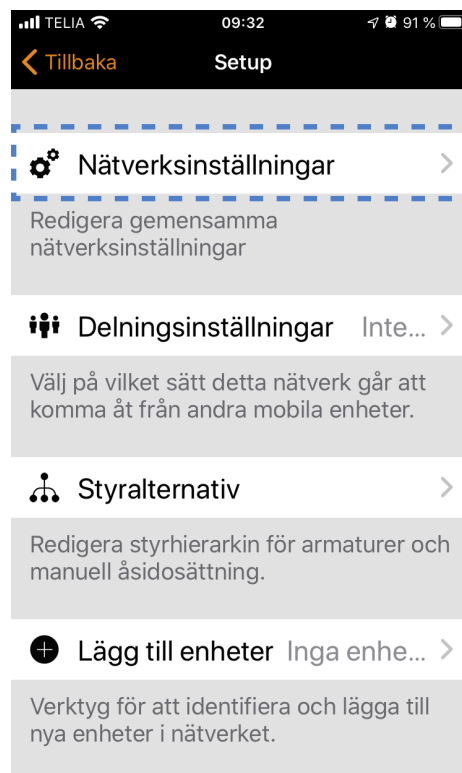 TELIA 09:32 91 %
Tillbaka Setup
Nätverksinställningar
Redigera gemensamma
nätverksinställningar
Delningsinställningar Inte...
Välj på vilket sätt detta nätverk går att
komma åt från andra mobila enheter.
Styralternativ
Redigera styrhierarkin för armaturer och
manuell åsidosättning.
Lägg till enheter Inga enhe...
Verktyg för att identifiera och lägga till
nya enheter i nätverket.